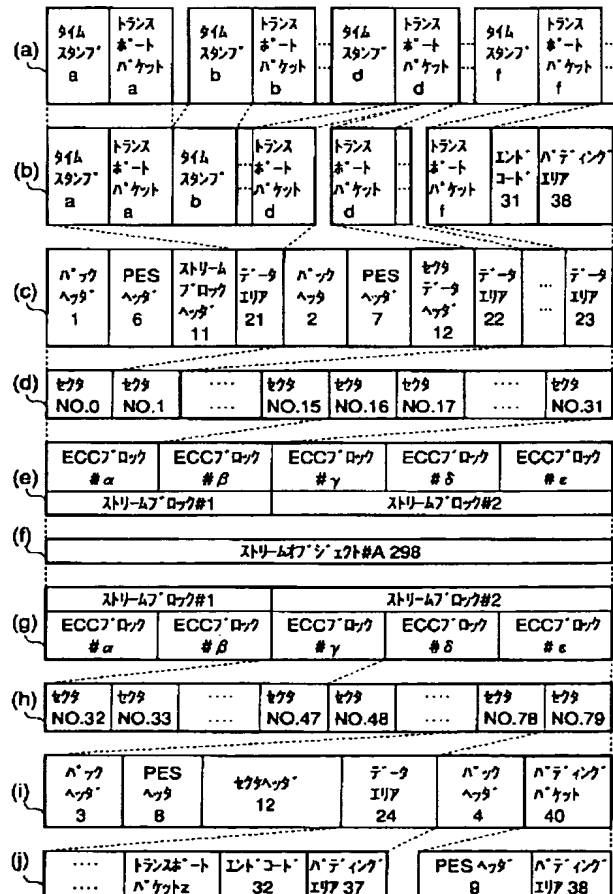 (a)
タイム
スタンプ
a
トランス
ポート
パケット
a
タイム
スタンプ
b
トランス
ポート
パケット
b
タイム
スタンプ
d
トランス
ポート
パケット
d
タイム
スタンプ
f
トランス
ポート
パケット
f
(b)
タイム
スタンプ
a
トランス
ポート
パケット
a
タイム
スタンプ
b
トランス
ポート
パケット
d
トランス
ポート
パケット
d
トランス
ポート
パケット
f
エンド
コード
31
パディング
エリア
38
(c)
パック
ヘッダ
1
PES
ヘッダ
6
ストリーム
ブロック
ヘッダ
11
データ
エリア
21
パック
ヘッダ
2
PES
ヘッダ
7
セクタ
データ
ヘッダ
12
データ
エリア
22
....
データ
エリア
23
(d)
セクタ
NO.0
セクタ
NO.1
....
セクタ
NO.15
セクタ
NO.16
セクタ
NO.17
....
セクタ
NO.31
(e)
ECCブロック
#α
ECCブロック
#β
ECCブロック
#γ
ECCブロック
#δ
ECCブロック
#ε
ストリームブロック#1
ストリームブロック#2
(f)
ストリームオブジェクト#A 298
ストリームブロック#1
ストリームブロック#2
(g)
ECCブロック
#α
ECCブロック
#β
ECCブロック
#γ
ECCブロック
#δ
ECCブロック
#ε
(h)
セクタ
NO.32
セクタ
NO.33
....
セクタ
NO.47
セクタ
NO.48
....
セクタ
NO.78
セクタ
NO.79
(i)
パック
ヘッダ
3
PES
ヘッダ
8
セクタヘッダ
12
データ
エリア
24
パック
ヘッダ
4
パディング
パケット
40
(j)
....
トランスポート
パケットz
エンドコード
32
パディング
エリア 37
PES ヘッダ
9
パディング
エリア 38